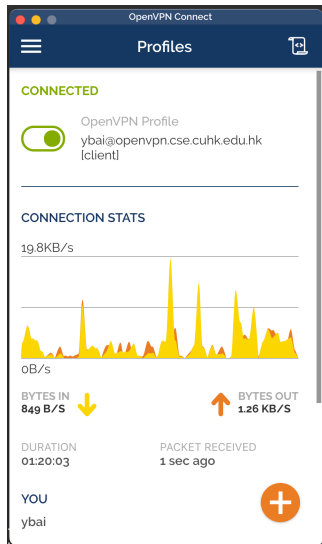 OpenVPN Connect
Profiles
CONNECTED
OpenVPN Profile
ybai@openvpn.cse.cuhk.edu.hk
[client]
CONNECTION STATS
19.8KB/s
0B/s
BYTES IN
849 B/S
BYTES OUT
1.26 KB/S
DURATION
01:20:03
PACKET RECEIVED
1 sec ago
YOU
ybai